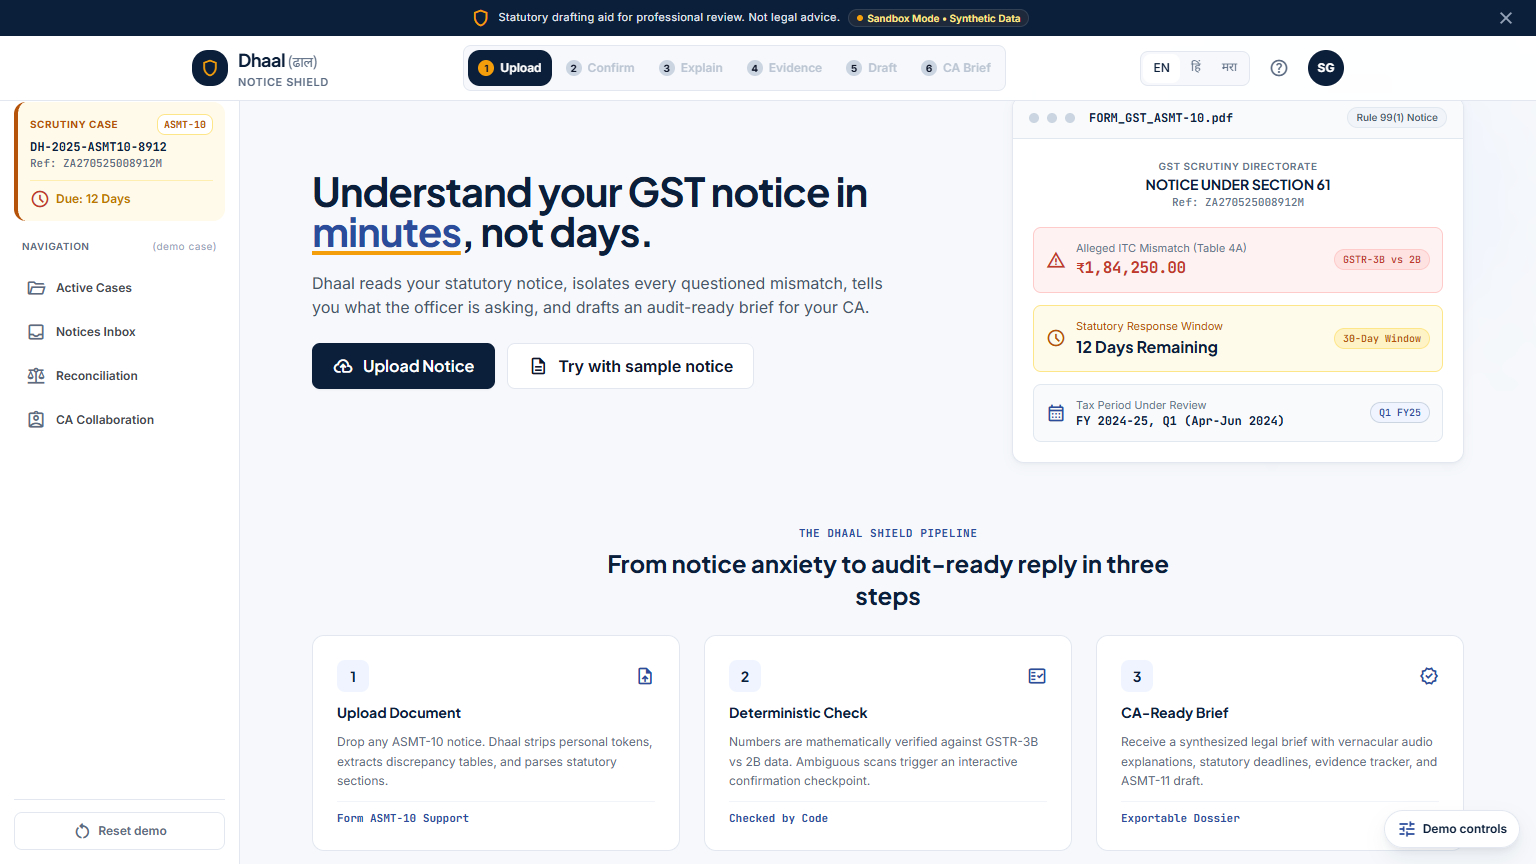 Statutory drafting aid for professional review. Not legal advice.
Sandbox Mode • Synthetic Data
Dhaal (ढाल)
NOTICE SHIELD
1 Upload
2 Confirm
3 Explain
4 Evidence
5 Draft
6 CA Brief
EN
हिं
मरा
SG
SCRUTINY CASE
ASMT-10
DH-2025-ASMT10-8912
Ref: ZA270525008912M
Due: 12 Days
NAVIGATION
(demo case)
Active Cases
Notices Inbox
Reconciliation
CA Collaboration
Reset demo
Understand your GST notice in
minutes, not days.
Dhaal reads your statutory notice, isolates every questioned mismatch, tells
you what the officer is asking, and drafts an audit-ready brief for your CA.
Upload Notice
Try with sample notice
FORM_GST_ASMT-10.pdf
Rule 99(1) Notice
GST SCRUTINY DIRECTORATE
NOTICE UNDER SECTION 61
Ref: ZA270525008912M
Alleged ITC Mismatch (Table 4A)
₹1,84,250.00
GSTR-3B vs 2B
Statutory Response Window
12 Days Remaining
30-Day Window
Tax Period Under Review
FY 2024-25, Q1 (Apr-Jun 2024)
Q1 FY25
THE DHAAL SHIELD PIPELINE
From notice anxiety to audit-ready reply in three
steps
1
Upload Document
Drop any ASMT-10 notice. Dhaal strips personal tokens,
extracts discrepancy tables, and parses statutory
sections.
Form ASMT-10 Support
2
Deterministic Check
Numbers are mathematically verified against GSTR-3B
vs 2B data. Ambiguous scans trigger an interactive
confirmation checkpoint.
Checked by Code
3
CA-Ready Brief
Receive a synthesized legal brief with vernacular audio
explanations, statutory deadlines, evidence tracker, and
ASMT-11 draft.
Exportable Dossier
Demo controls